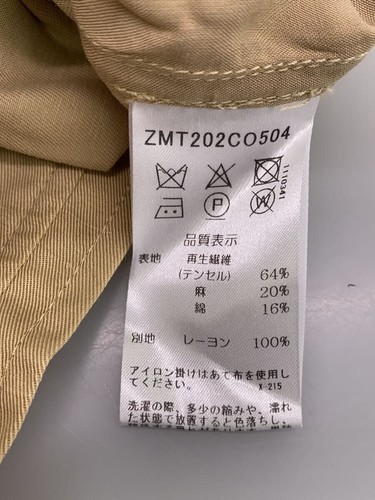 ZMT202CO504
1110341
P
W
品質表示
表地 再生繊維
(テンセル) 64%
麻 20%
綿 16%
別地 レーヨン 100%
アイロン掛けはあて布を使用し
てください。 X-215
洗濯の際、多少の縮みや、濡れ
た状態で放置すると色落ちし、